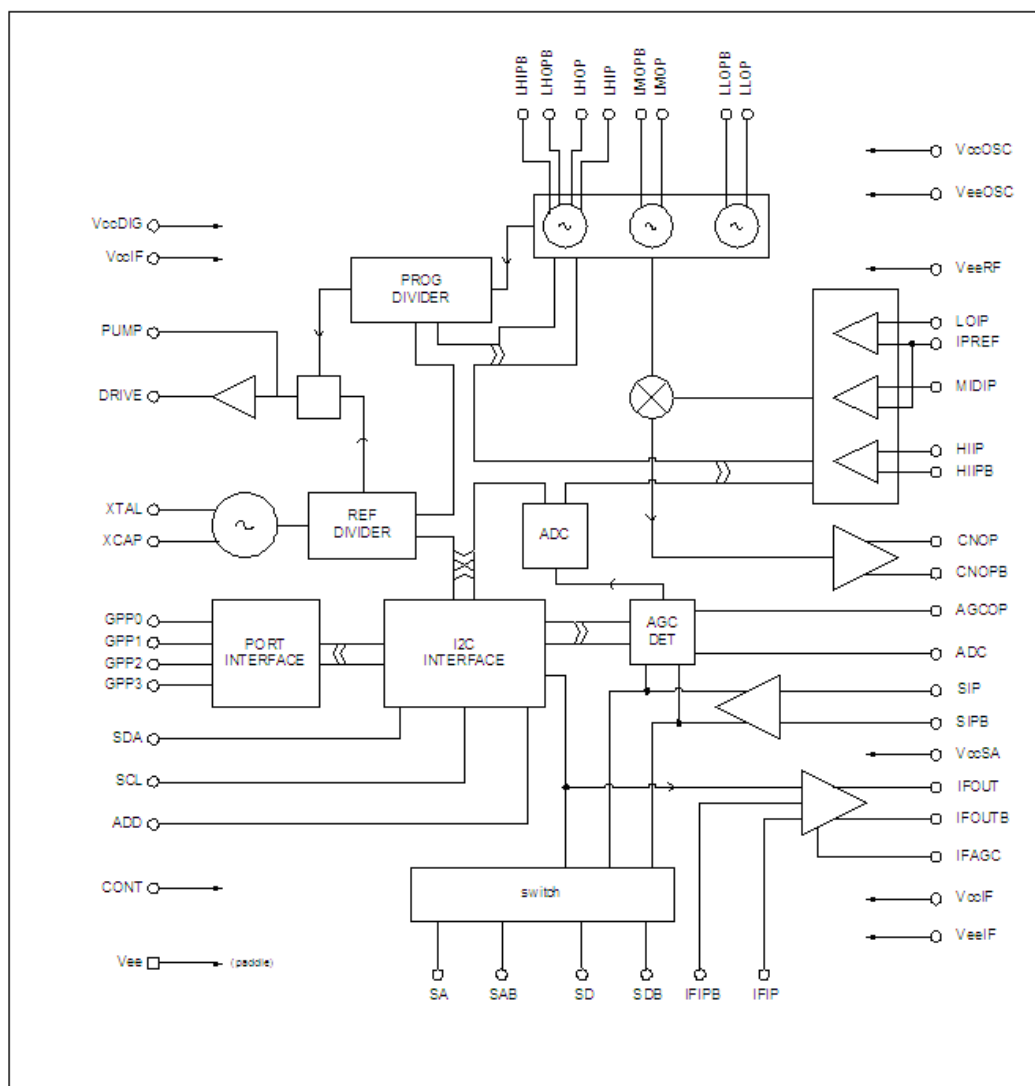 LHIPB
LHOPB
LHOP
LHIP
LMOPB
LMOP
LLOPB
LLOP
VccOSC
VeeOSC
VccDIG
VccIF
VeeRF
PROG
DIVIDER
PUMP
LOIP
IPREF
DRIVE
MIDIP
HIIP
HIIPB
XTAL
XCAP
REF
DIVIDER
ADC
CNOP
CNOPB
GPP0
GPP1
GPP2
GPP3
PORT
INTERFACE
I2C
INTERFACE
AGC
DET
AGCOP
ADC
SIP
SIPB
SDA
VccSA
SCL
IFOUT
ADD
IFOUTB
IFAGC
CONT
switch
VccIF
VeeIF
Vee
(paddle)
SA
SAB
SD
SDB
IFIPB
IFIP